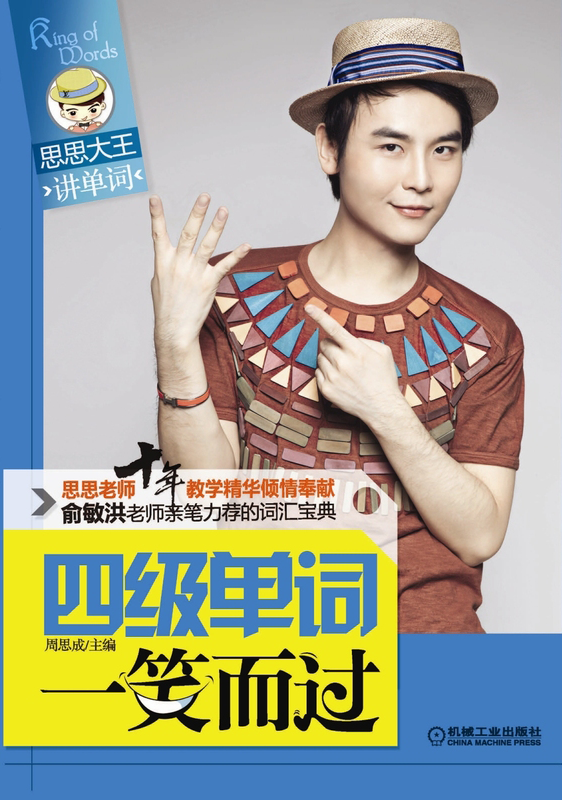 King of
Words
思思大王
讲单词
思思老师十年教学精华倾情奉献
俞敏洪老师亲笔力荐的词汇宝典
四级单词
周思成/主编
一笑而过
机械工业出版社
CHINA MACHINE PRESS